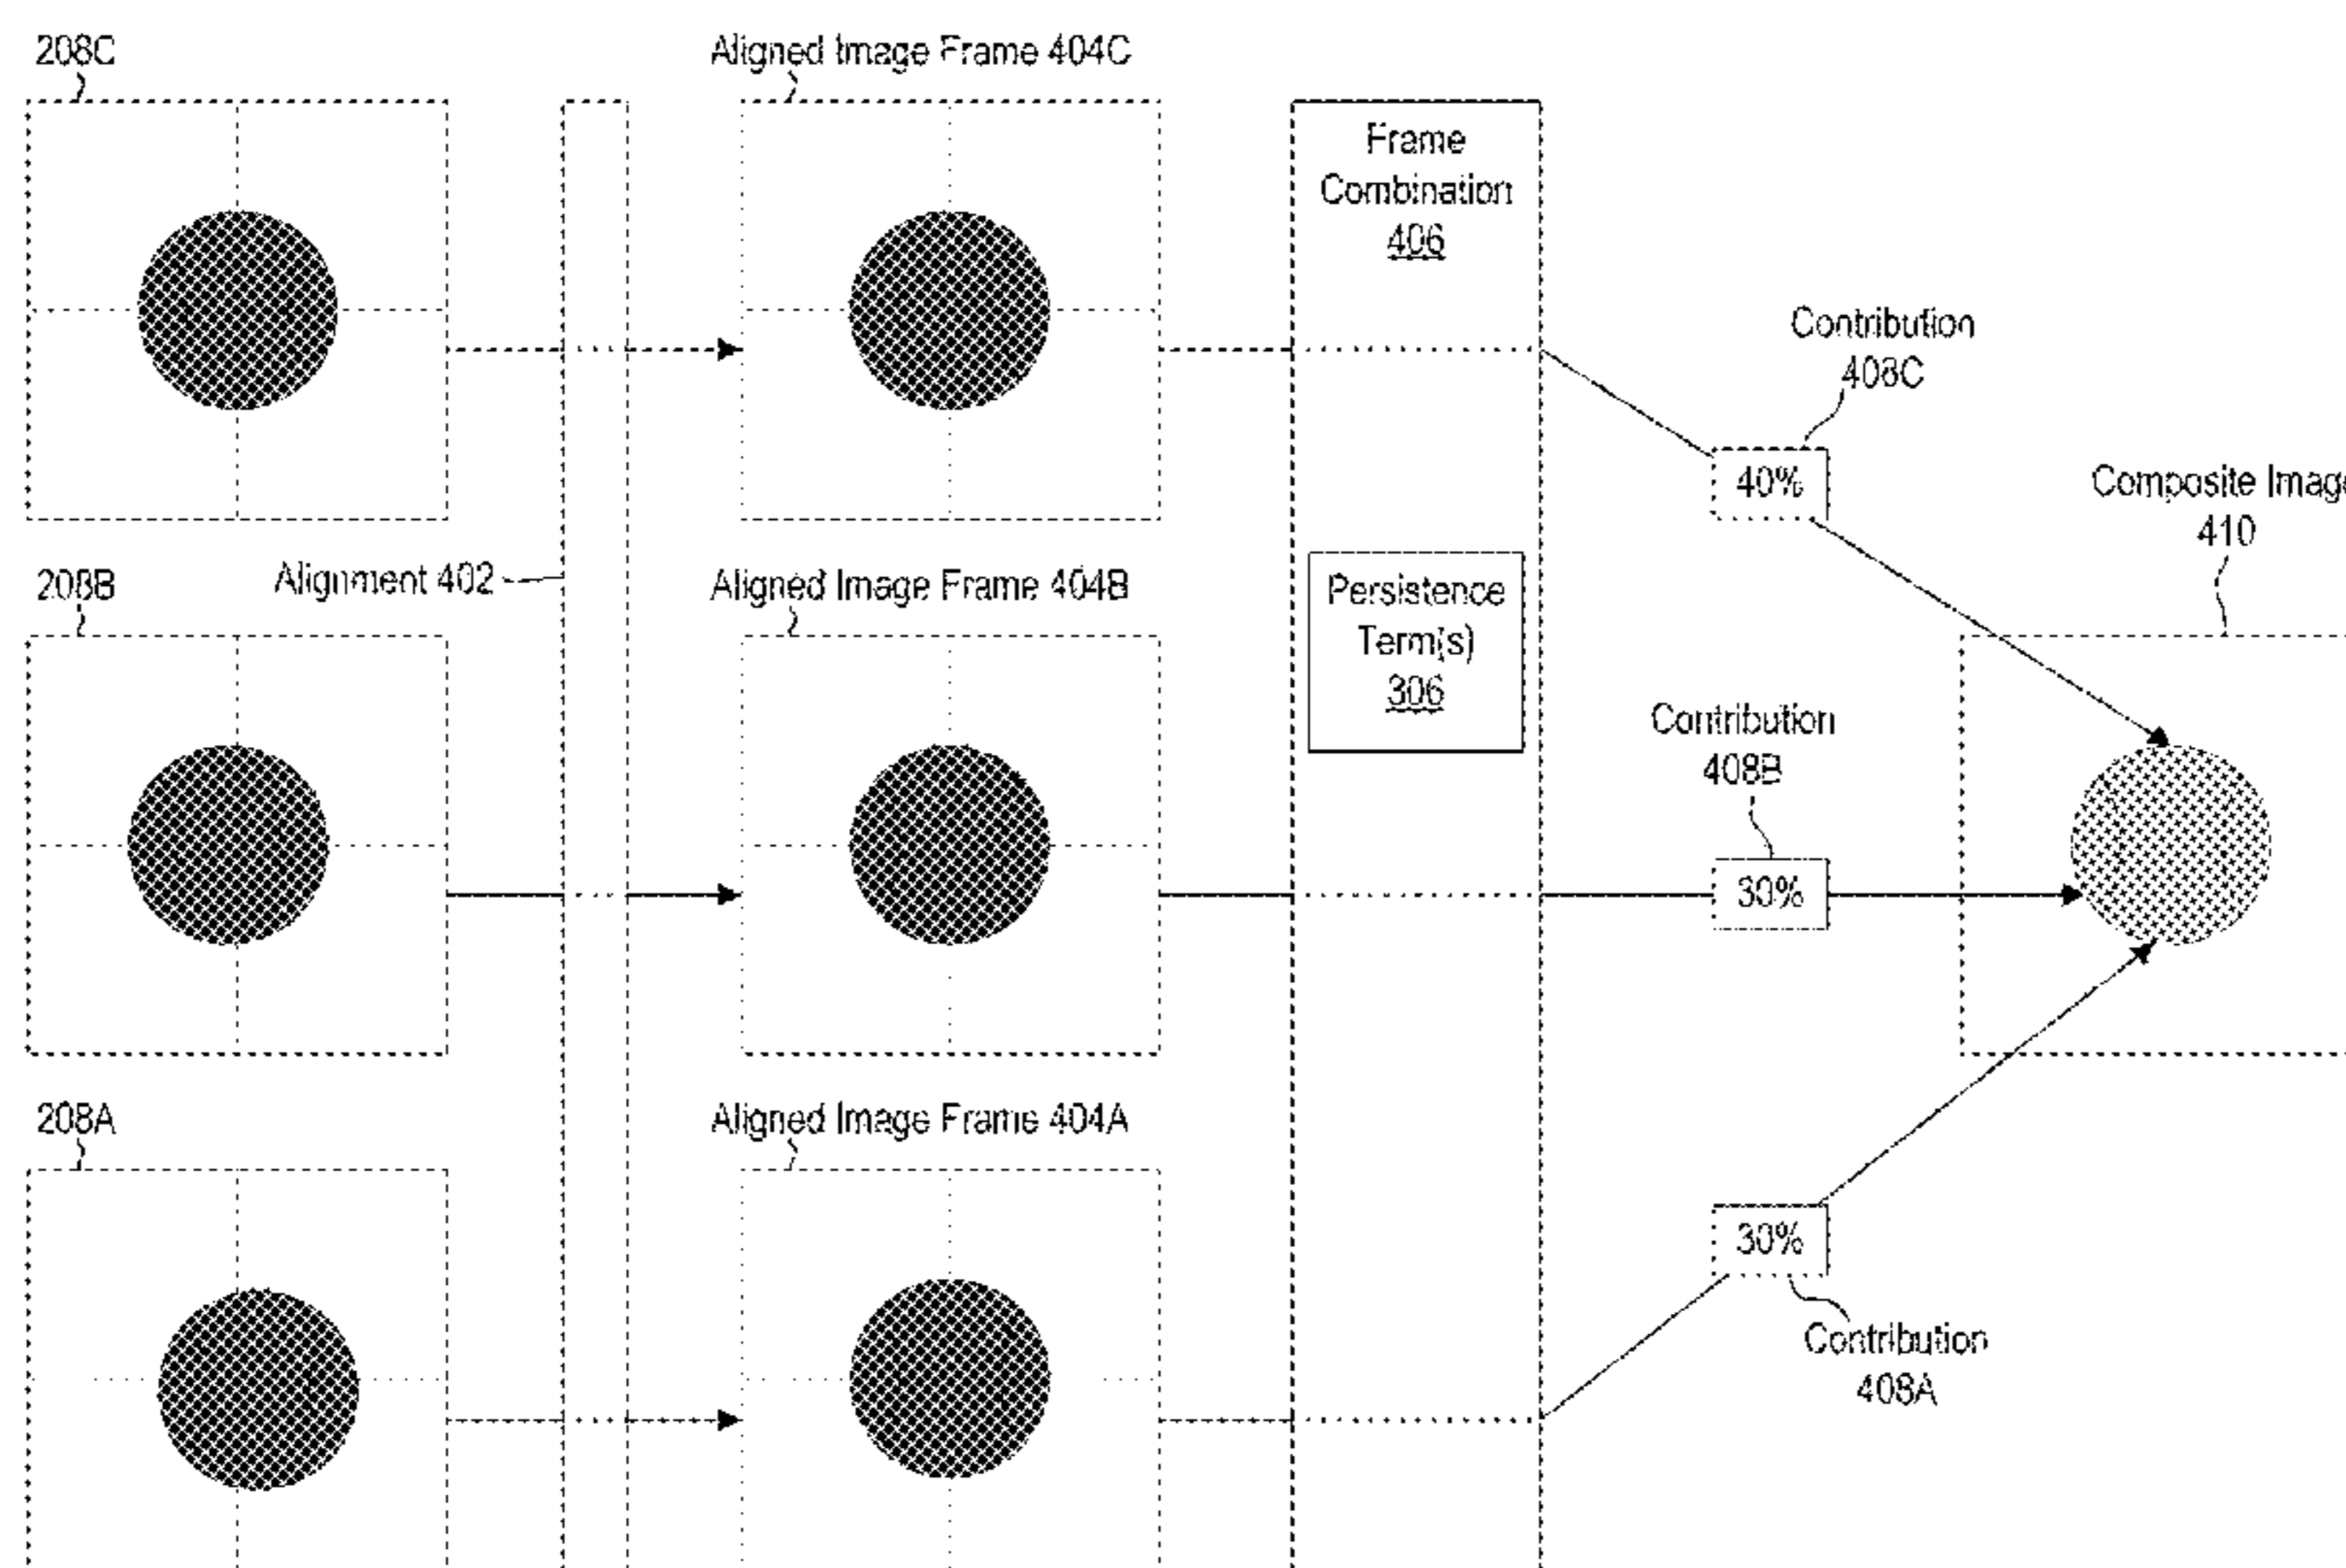 208C
Aligned Image Frame 404C
Frame
Combination
406
Contribution
408C
40%
Composite Image
410
208B
Alignment 402
Aligned Image Frame 404B
Persistence
Term(s)
306
Contribution
408B
30%
208A
Aligned Image Frame 404A
30%
Contribution
408A